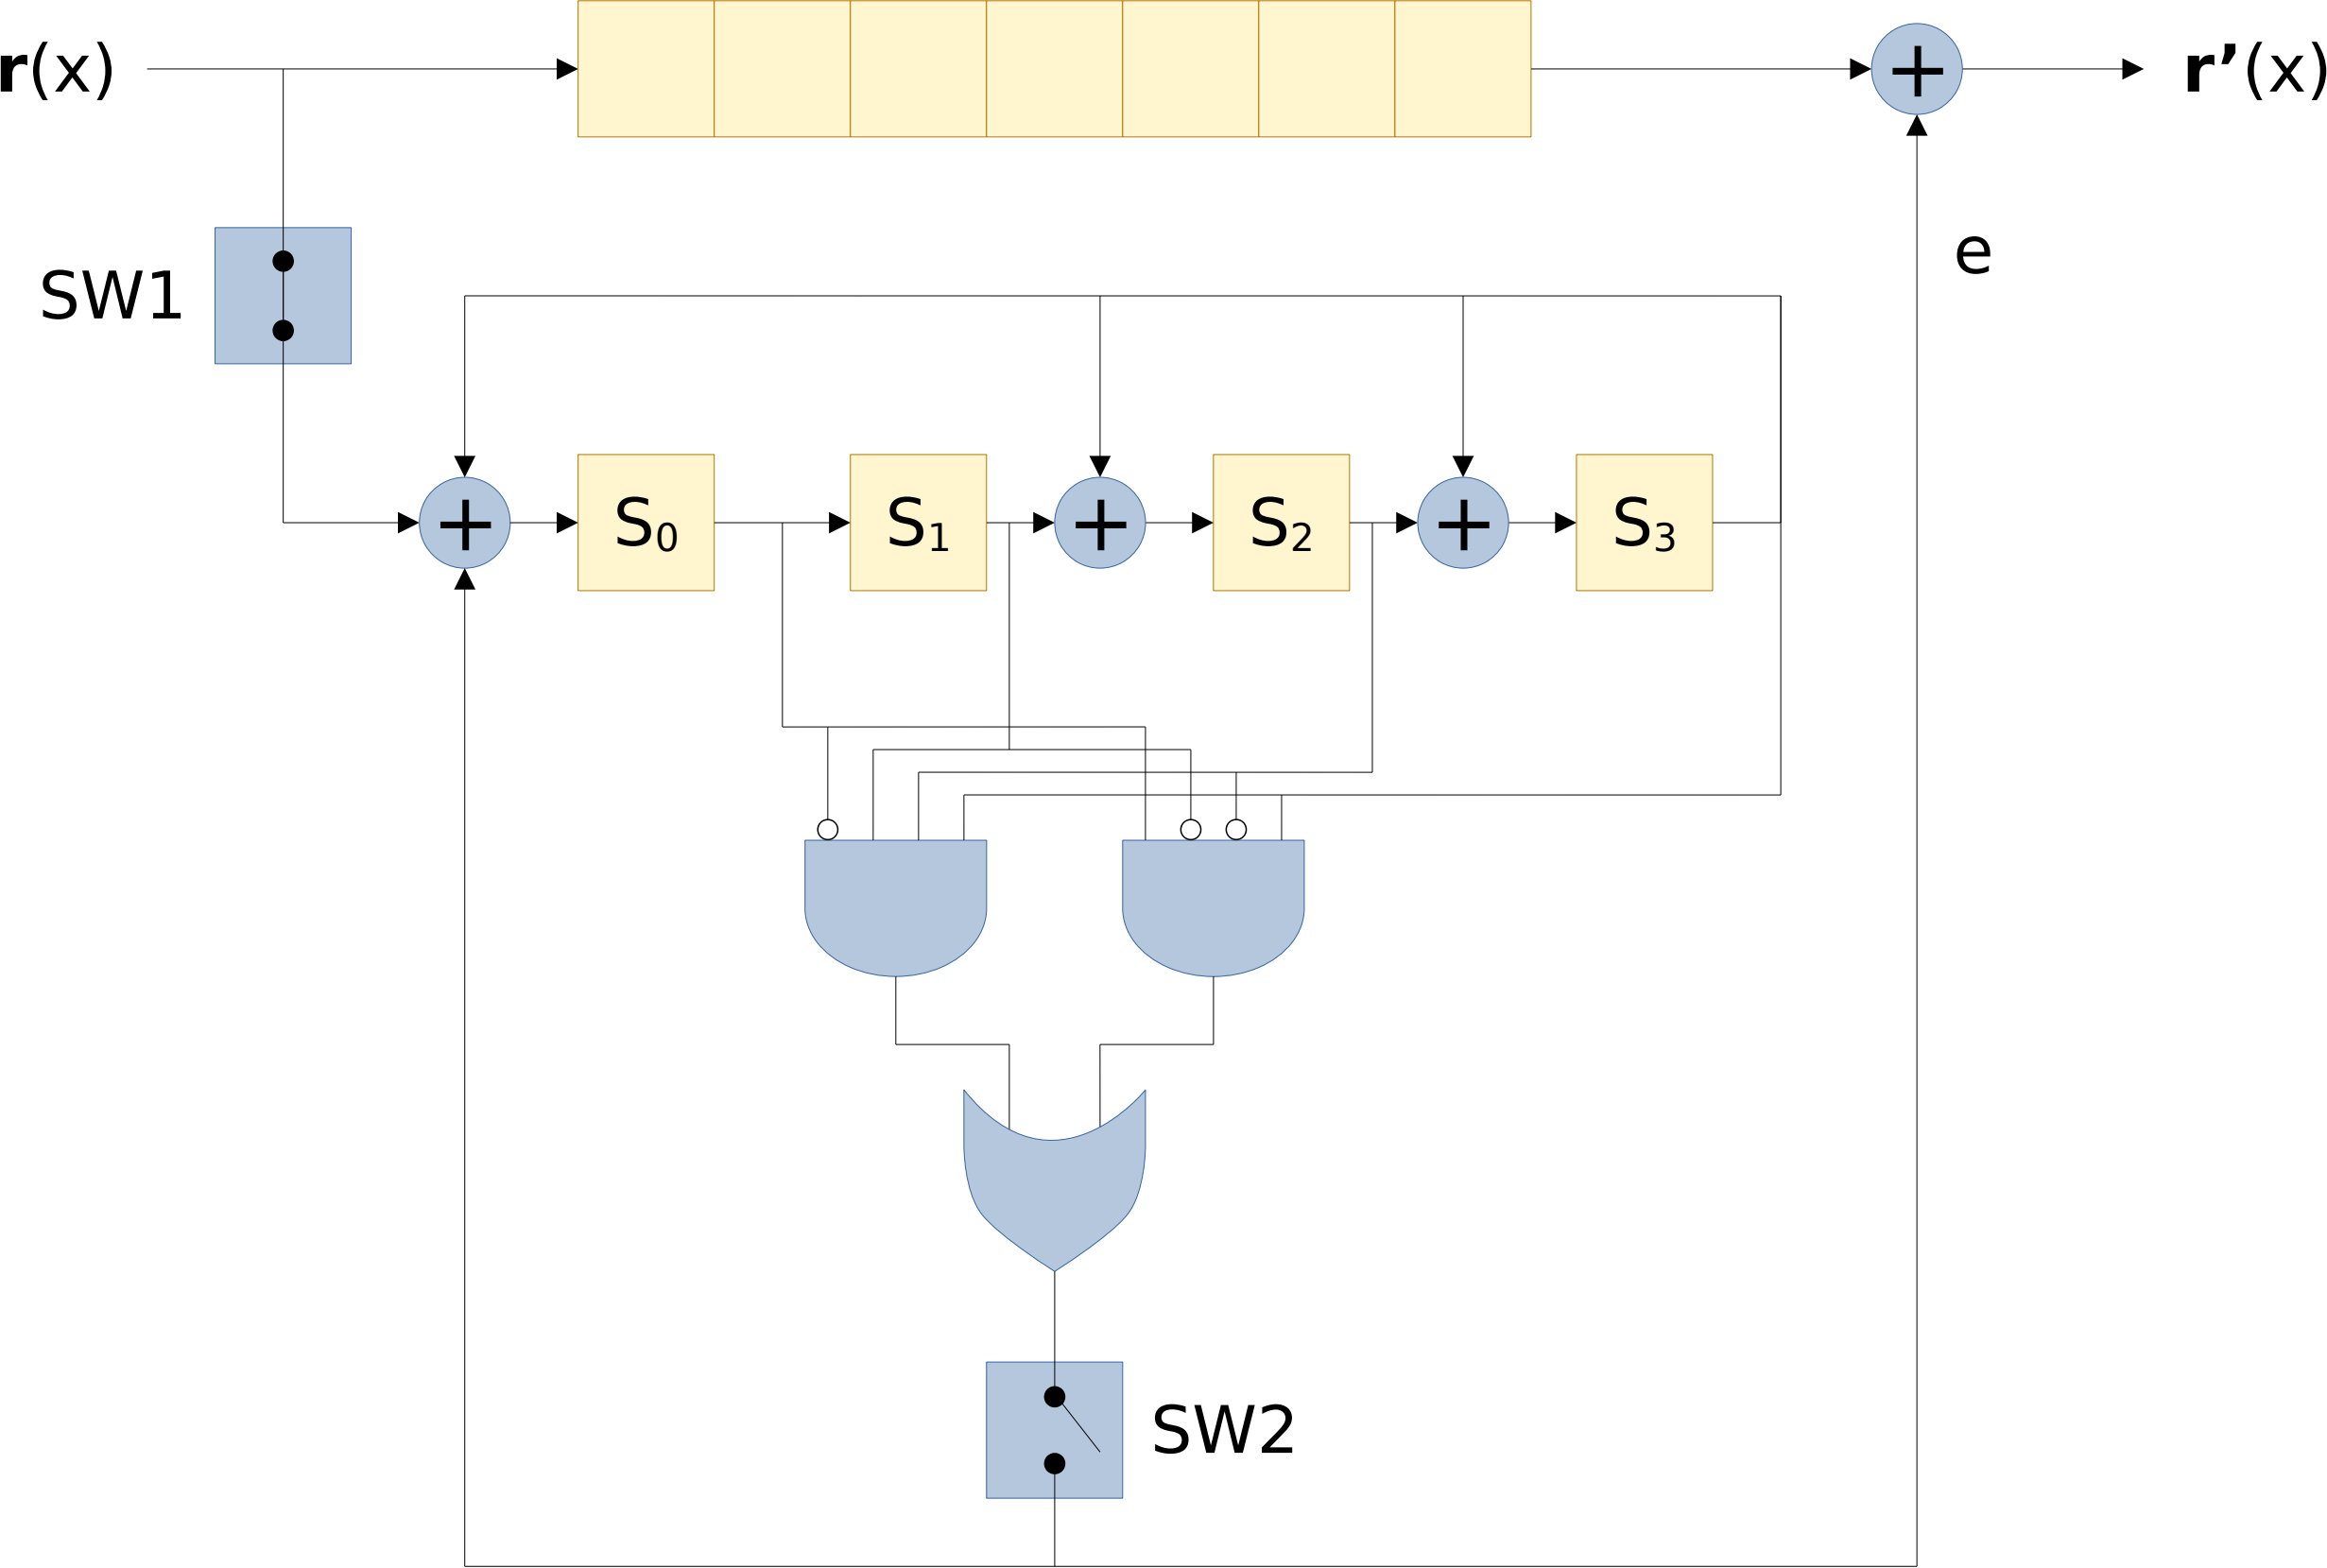 r(x)
+
r’(x)
e
SW1
+
S₀
S₁
+
S₂
+
S₃
SW2